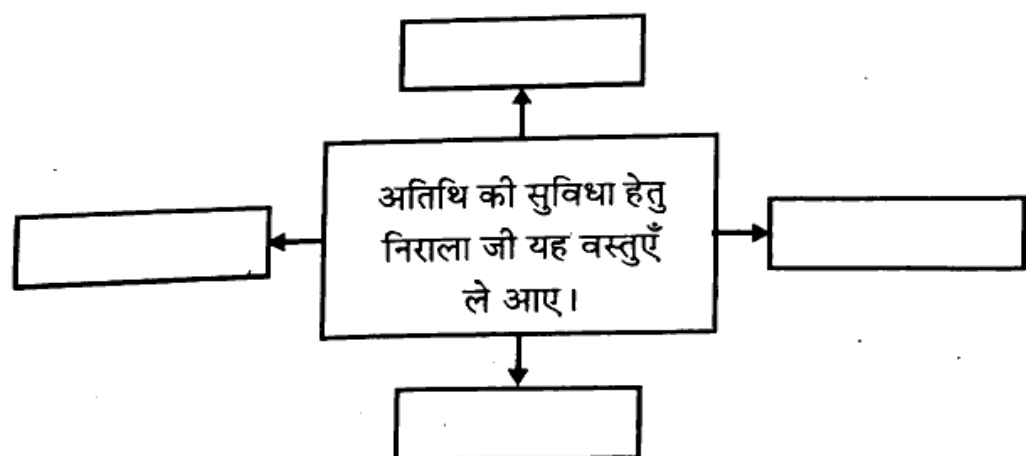 अतिथि की सुविधा हेतु
निराला जी यह वस्तुएँ
ले आए।